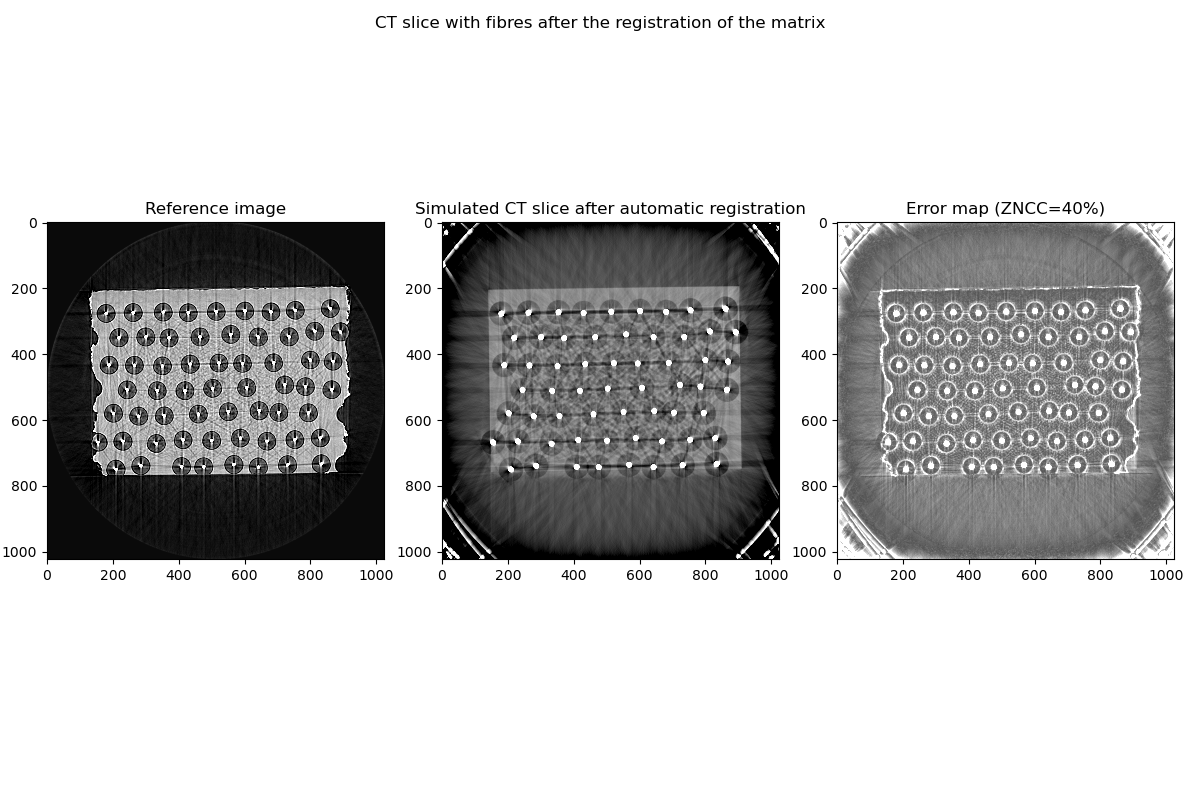 CT slice with fibres after the registration of the matrix
Reference image
Simulated CT slice after automatic registration
Error map (ZNCC=40%)
0
200
400
600
800
1000
0
200
400
600
800
1000
0
200
400
600
800
1000
0 200 400 600 800 1000
0 200 400 600 800 1000
0 200 400 600 800 1000